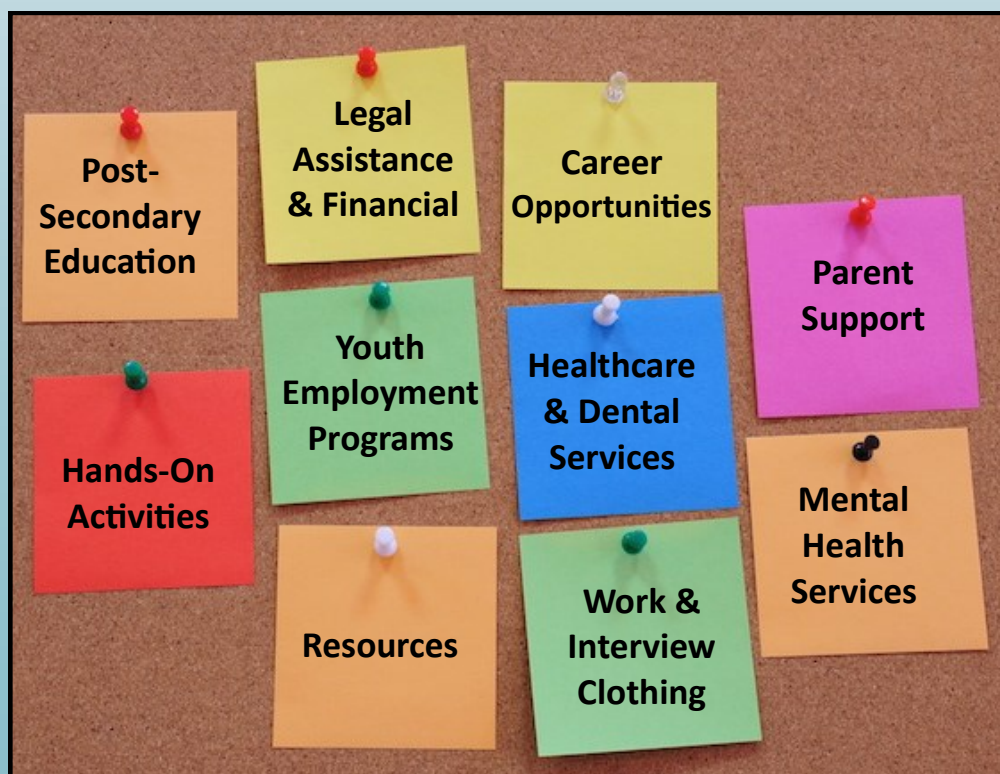 Post-
Secondary
Education
Legal
Assistance
& Financial
Career
Opportunities
Parent
Support
Youth
Employment
Programs
Healthcare
& Dental
Services
Hands-On
Activities
Mental
Health
Services
Resources
Work &
Interview
Clothing